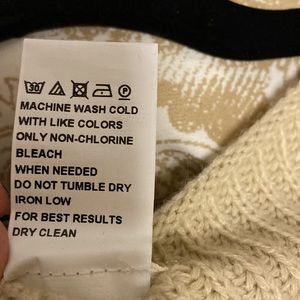 30 P
MACHINE WASH COLD
WITH LIKE COLORS
ONLY NON-CHLORINE
BLEACH
WHEN NEEDED
DO NOT TUMBLE DRY
IRON LOW
FOR BEST RESULTS
DRY CLEAN